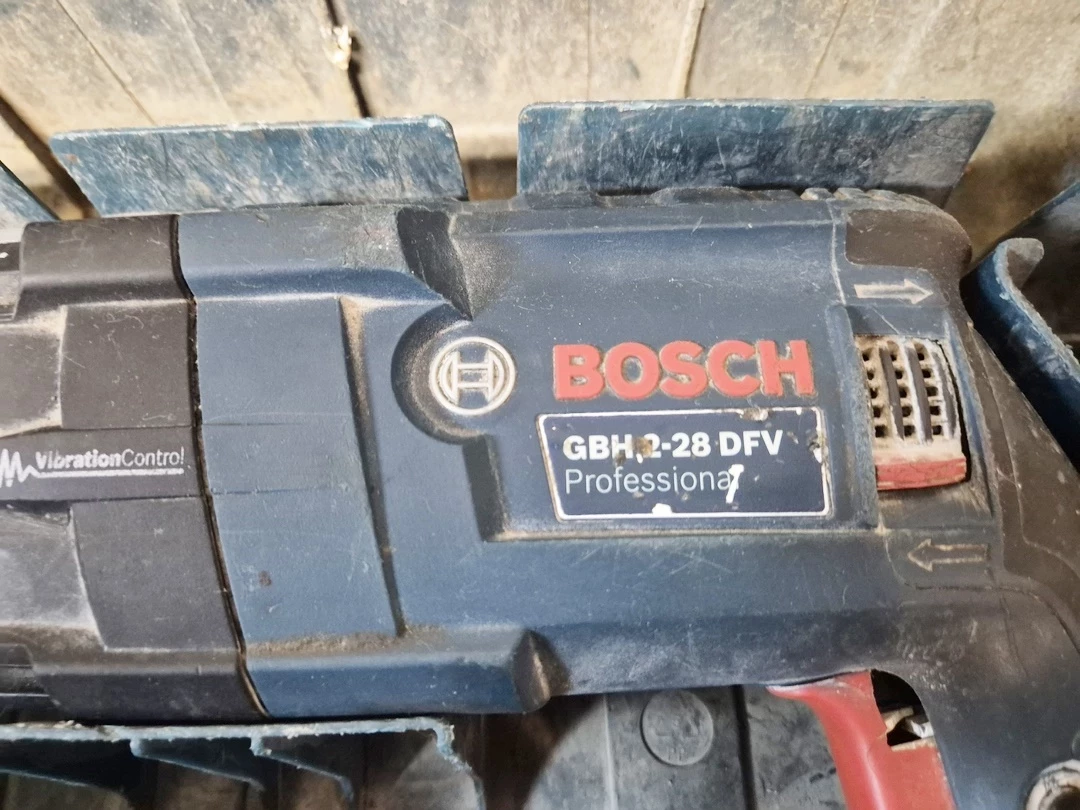 BOSCH
GBH 2-28 DFV
Professional
VibrationControl